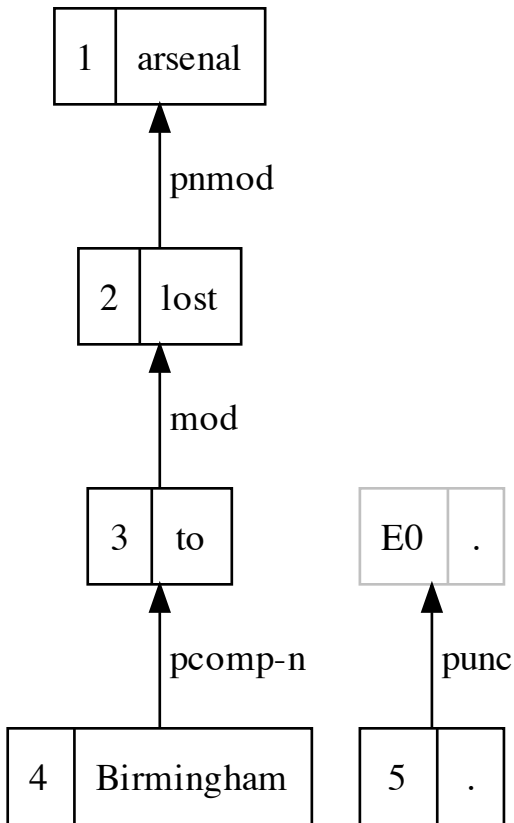 1 arsenal
pnmod
2 lost
mod
3 to
E0 .
pcomp-n
punc
4 Birmingham
5 .